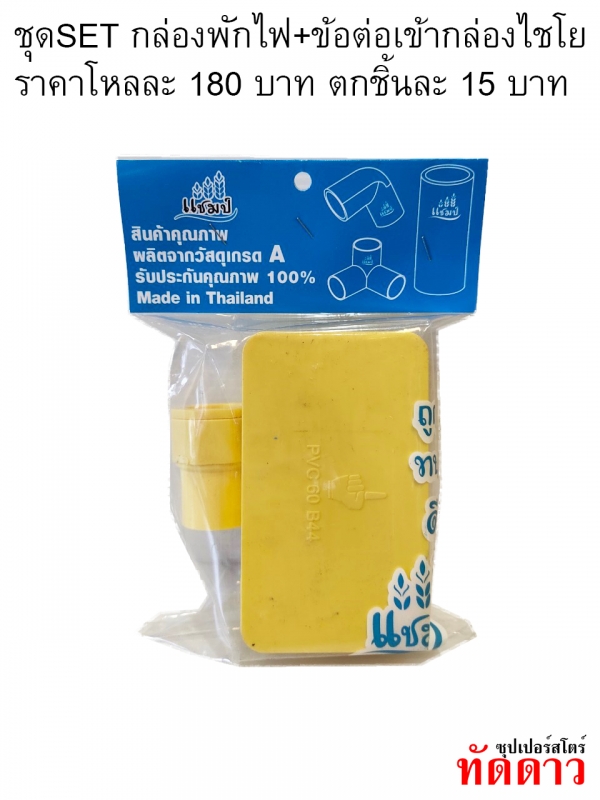 ชุดSET กล่องพักไฟ+ข้อต่อเข้ากล่องไชโย
ราคาโหลละ 180 บาท ตกชิ้นละ 15 บาท
แชมป์
แชมป์
สินค้าคุณภาพ
ผลิตจากวัสดุเกรด A
รับประกันคุณภาพ 100%
Made in Thailand
PVC 60 B44
ซุปเปอร์สโตร์
ทัดดาว